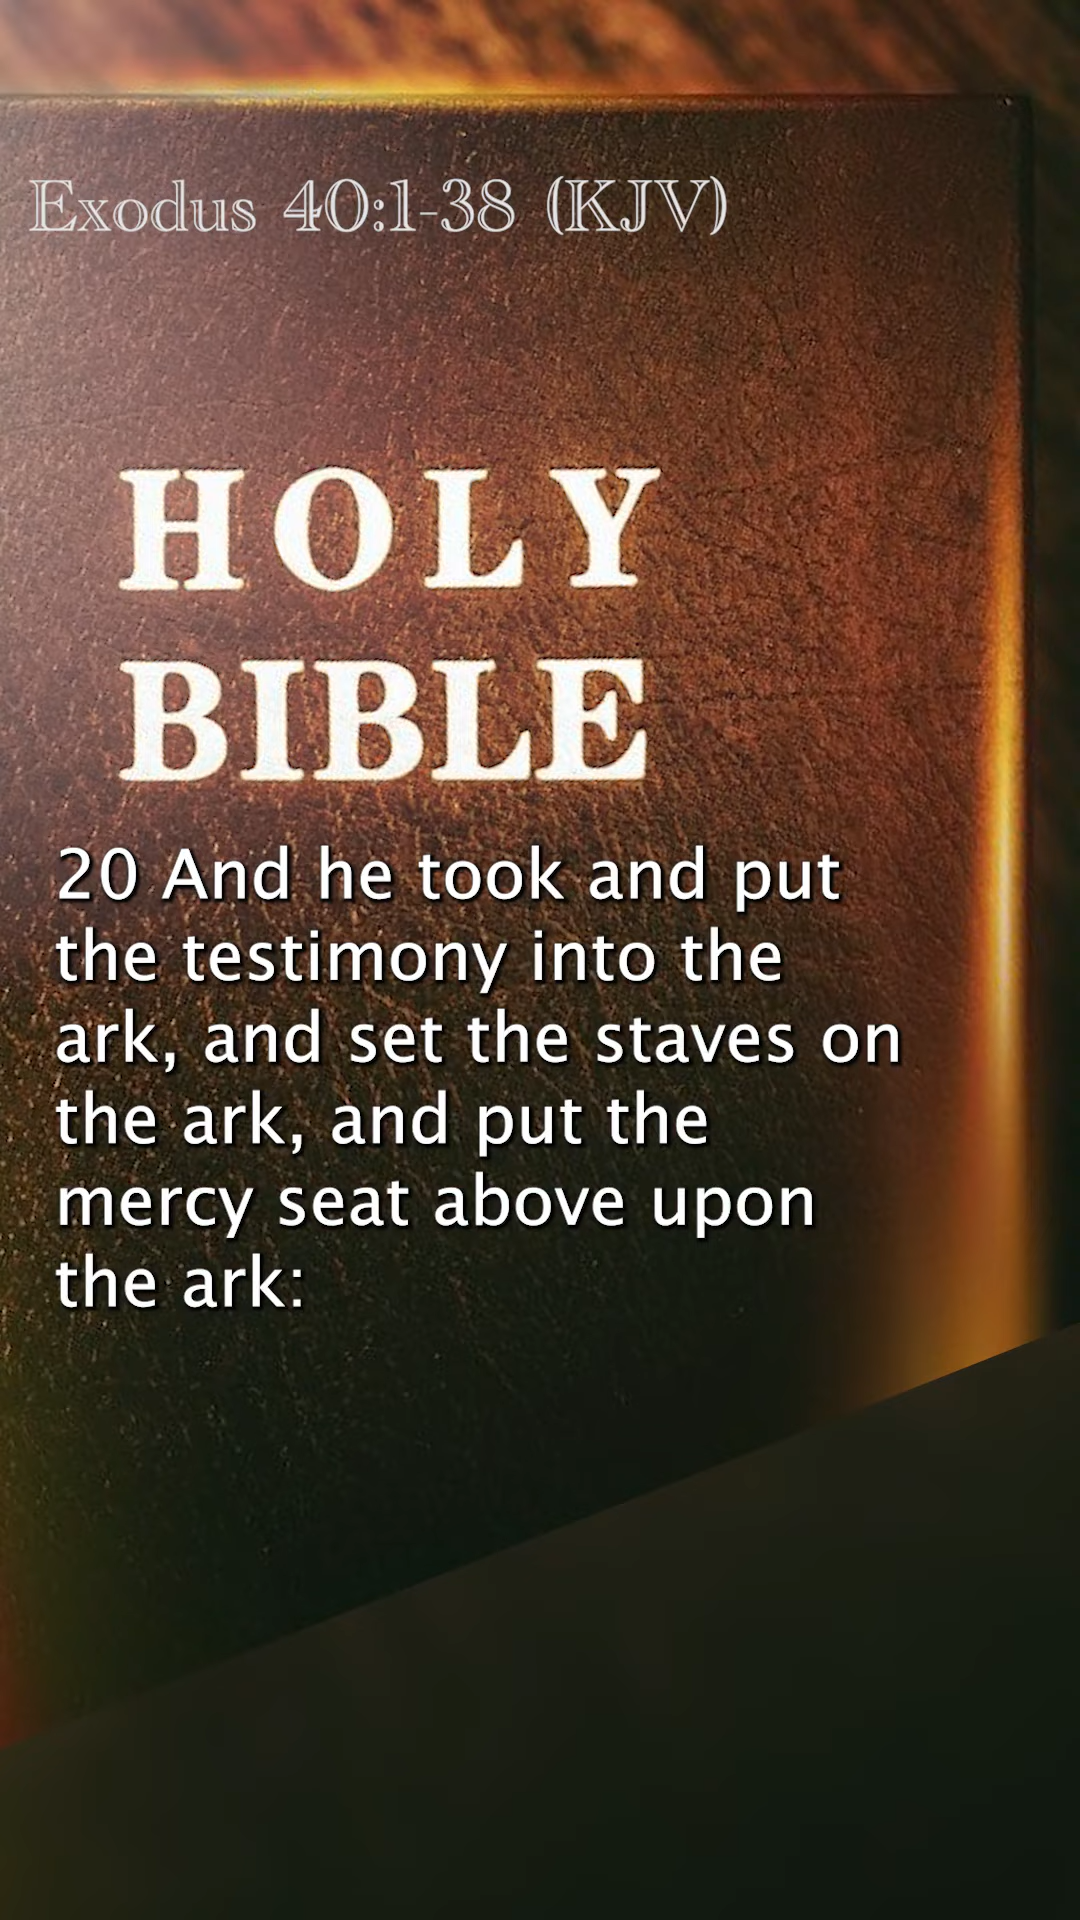 Exodus 40:1-38 (KJV)
HOLY
BIBLE
20 And he took and put
the testimony into the
ark, and set the staves on
the ark, and put the
mercy seat above upon
the ark: